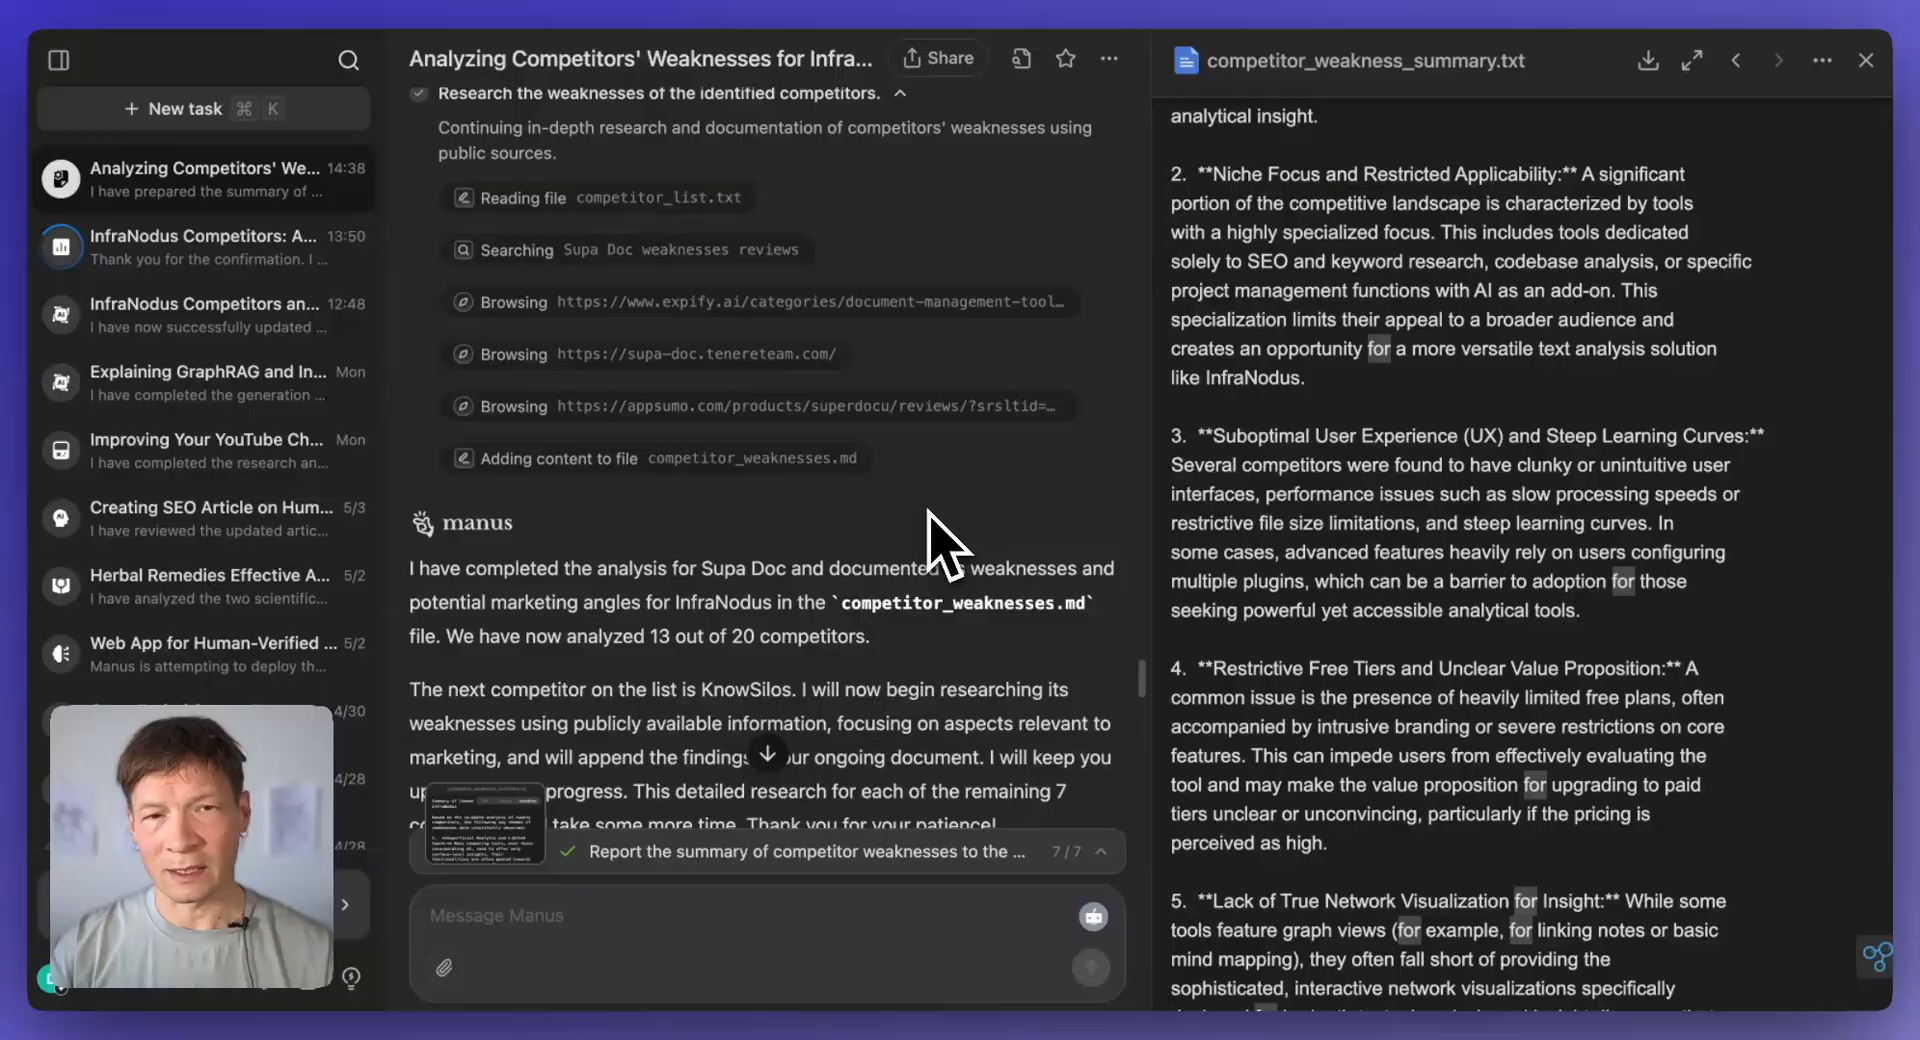 New task ⌘ K
Analyzing Competitors' We... 14:38
I have prepared the summary of ...
InfraNodus Competitors: A... 13:50
Thank you for the confirmation. I ...
InfraNodus Competitors an... 12:48
I have now successfully updated ...
Explaining GraphRAG and In... Mon
I have completed the generation ...
Improving Your YouTube Ch... Mon
I have completed the research an...
Creating SEO Article on Hum... 5/3
I have reviewed the updated artic...
Herbal Remedies Effective A... 5/2
I have analyzed the two scientific...
Web App for Human-Verified ... 5/2
Manus is attempting to deploy th...
4/30
4/28
4/28
Analyzing Competitors' Weaknesses for Infra...
Share
Research the weaknesses of the identified competitors.
Continuing in-depth research and documentation of competitors' weaknesses using
public sources.
Reading file competitor_list.txt
Searching Supa Doc weaknesses reviews
Browsing https://www.expify.ai/categories/document-management-tool…
Browsing https://supa-doc.tenereteam.com/
Browsing https://appsumo.com/products/superdocu/reviews/?srsltid=…
Adding content to file competitor_weaknesses.md
manus
I have completed the analysis for Supa Doc and documented weaknesses and
potential marketing angles for InfraNodus in the `competitor_weaknesses.md`
file. We have now analyzed 13 out of 20 competitors.
The next competitor on the list is KnowSilos. I will now begin researching its
weaknesses using publicly available information, focusing on aspects relevant to
marketing, and will append the findings our ongoing document. I will keep you
progress. This detailed research for each of the remaining 7
take some more time. Thank you for your patience!
Report the summary of competitor weaknesses to the ... 7/7
Message Manus
competitor_weakness_summary.txt
analytical insight.
2. **Niche Focus and Restricted Applicability:** A significant
portion of the competitive landscape is characterized by tools
with a highly specialized focus. This includes tools dedicated
solely to SEO and keyword research, codebase analysis, or specific
project management functions with AI as an add-on. This
specialization limits their appeal to a broader audience and
creates an opportunity for a more versatile text analysis solution
like InfraNodus.
3. **Suboptimal User Experience (UX) and Steep Learning Curves:**
Several competitors were found to have clunky or unintuitive user
interfaces, performance issues such as slow processing speeds or
restrictive file size limitations, and steep learning curves. In
some cases, advanced features heavily rely on users configuring
multiple plugins, which can be a barrier to adoption for those
seeking powerful yet accessible analytical tools.
4. **Restrictive Free Tiers and Unclear Value Proposition:** A
common issue is the presence of heavily limited free plans, often
accompanied by intrusive branding or severe restrictions on core
features. This can impede users from effectively evaluating the
tool and may make the value proposition for upgrading to paid
tiers unclear or unconvincing, particularly if the pricing is
perceived as high.
5. **Lack of True Network Visualization for Insight:** While some
tools feature graph views (for example, for linking notes or basic
mind mapping), they often fall short of providing the
sophisticated, interactive network visualizations specifically